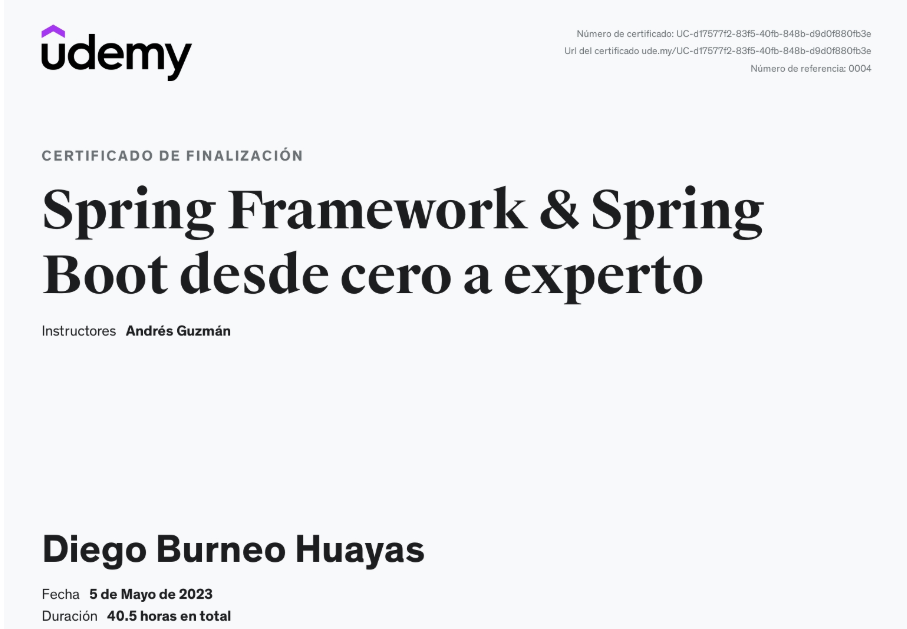 udemy
Número de certificado: UC-d17577f2-83f5-40fb-848b-d9d0f880fb3e
Url del certificado ude.my/UC-d17577f2-83f5-40fb-848b-d9d0f880fb3e
Número de referencia: 0004
CERTIFICADO DE FINALIZACIÓN
Spring Framework & Spring
Boot desde cero a experto
Instructores Andrés Guzmán
Diego Burneo Huayas
Fecha 5 de Mayo de 2023
Duración 40.5 horas en total